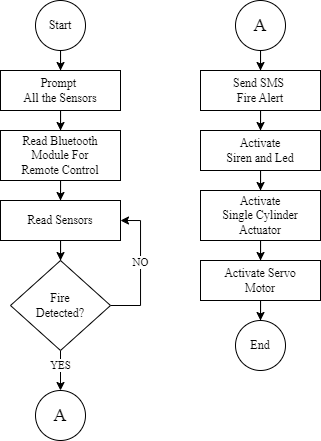 Start
Prompt
All the Sensors
Read Bluetooth
Module For
Remote Control
Read Sensors
NO
Fire
Detected?
YES
A
A
Send SMS
Fire Alert
Activate
Siren and Led
Activate
Single Cylinder
Actuator
Activate Servo
Motor
End